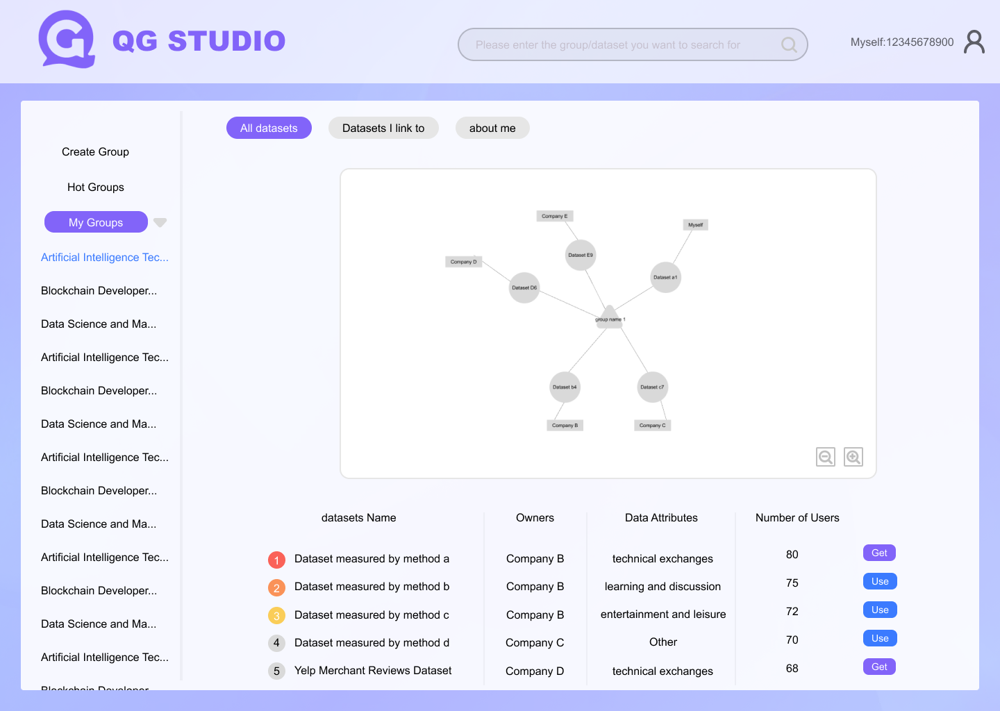 QG STUDIO
Please enter the group/dataset you want to search for
Myself:12345678900
Create Group
Hot Groups
My Groups
Artificial Intelligence Tec...
Blockchain Developer...
Data Science and Ma...
Artificial Intelligence Tec...
Blockchain Developer...
Data Science and Ma...
Artificial Intelligence Tec...
Blockchain Developer...
Data Science and Ma...
Artificial Intelligence Tec...
Blockchain Developer...
Data Science and Ma...
Artificial Intelligence Tec...
Blockchain Developer...
All datasets
Datasets I link to
about me
Company E
Myself
Dataset E9
Company D
Dataset a1
Dataset D6
group name 1
Dataset b4
Dataset c7
Company B
Company C
datasets Name Owners Data Attributes Number of Users
1 Dataset measured by method a Company B technical exchanges 80 Get
2 Dataset measured by method b Company B learning and discussion 75 Use
3 Dataset measured by method c Company B entertainment and leisure 72 Use
4 Dataset measured by method d Company C Other 70 Use
5 Yelp Merchant Reviews Dataset Company D technical exchanges 68 Get